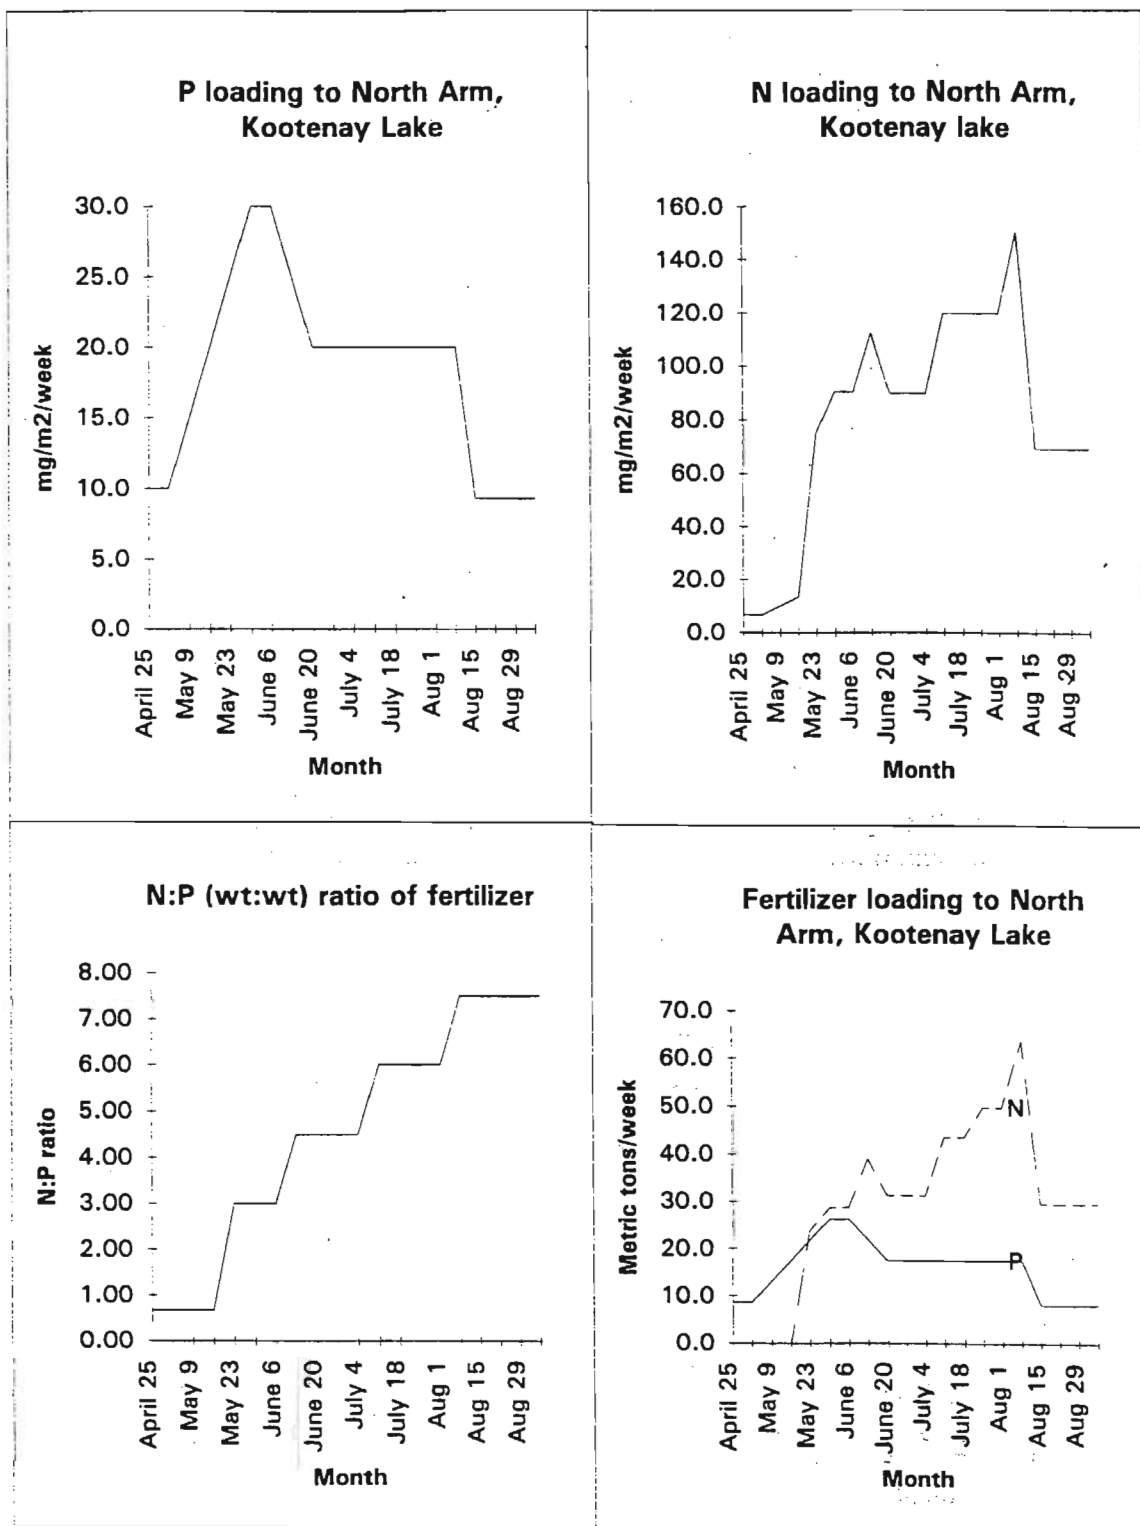 P loading to North Arm,
Kootenay Lake
30.0
25.0
20.0
15.0
10.0
5.0
0.0
mg/m2/week
April 25
May 9
May 23
June 6
June 20
July 4
July 18
Aug 1
Aug 15
Aug 29
Month
N loading to North Arm,
Kootenay lake
160.0
140.0
120.0
100.0
80.0
60.0
40.0
20.0
0.0
mg/m2/week
April 25
May 9
May 23
June 6
June 20
July 4
July 18
Aug 1
Aug 15
Aug 29
Month
N:P (wt:wt) ratio of fertilizer
8.00
7.00
6.00
5.00
4.00
3.00
2.00
1.00
0.00
N:P ratio
April 25
May 9
May 23
June 6
June 20
July 4
July 18
Aug 1
Aug 15
Aug 29
Month
Fertilizer loading to North
Arm, Kootenay Lake
70.0
60.0
50.0
40.0
30.0
20.0
10.0
0.0
Metric tons/week
N
P
April 25
May 9
May 23
June 6
June 20
July 4
July 18
Aug 1
Aug 15
Aug 29
Month